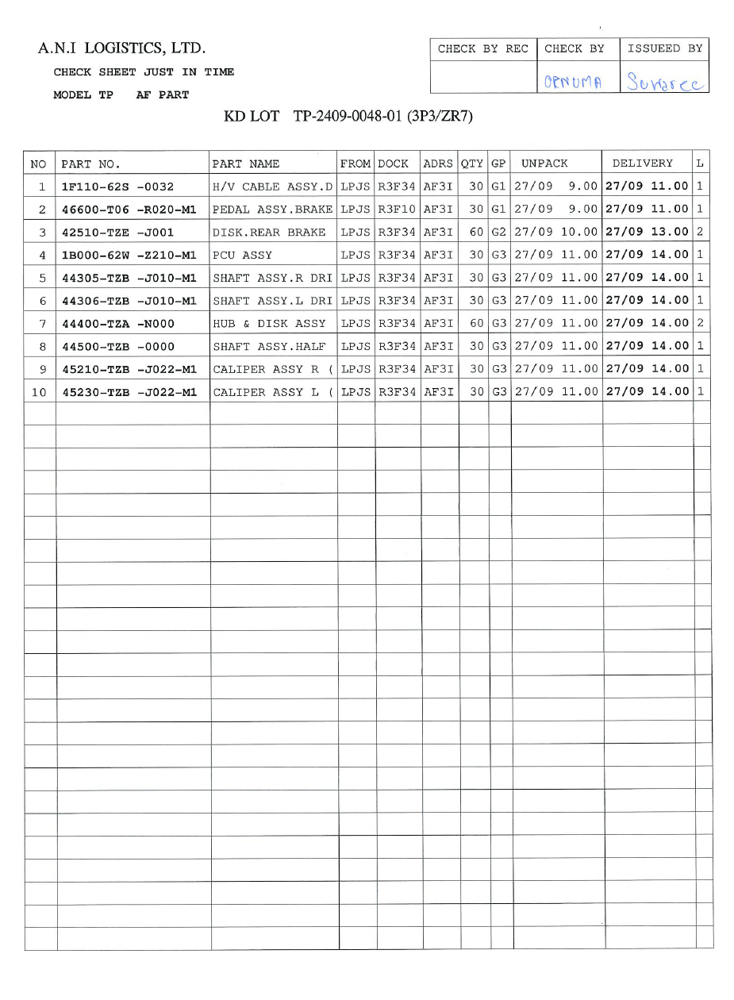 A.N.I LOGISTICS, LTD.
CHECK SHEET JUST IN TIME
MODEL TP AF PART
CHECK BY REC CHECK BY ISSUEED BY
ORNUMA Suvaree
KD LOT TP-2409-0048-01 (3P3/ZR7)
NO PART NO. PART NAME FROM DOCK ADRS QTY GP UNPACK DELIVERY L
1 1F110-62S -0032 H/V CABLE ASSY.D LPJS R3F34 AF3I 30 G1 27/09 9.00 27/09 11.00 1
2 46600-T06 -R020-M1 PEDAL ASSY.BRAKE LPJS R3F10 AF3I 30 G1 27/09 9.00 27/09 11.00 1
3 42510-TZE -J001 DISK.REAR BRAKE LPJS R3F34 AF3I 60 G2 27/09 10.00 27/09 13.00 2
4 1B000-62W -Z210-M1 PCU ASSY LPJS R3F34 AF3I 30 G3 27/09 11.00 27/09 14.00 1
5 44305-TZB -J010-M1 SHAFT ASSY.R DRI LPJS R3F34 AF3I 30 G3 27/09 11.00 27/09 14.00 1
6 44306-TZB -J010-M1 SHAFT ASSY.L DRI LPJS R3F34 AF3I 30 G3 27/09 11.00 27/09 14.00 1
7 44400-TZA -N000 HUB & DISK ASSY LPJS R3F34 AF3I 60 G3 27/09 11.00 27/09 14.00 2
8 44500-TZB -0000 SHAFT ASSY.HALF LPJS R3F34 AF3I 30 G3 27/09 11.00 27/09 14.00 1
9 45210-TZB -J022-M1 CALIPER ASSY R ( LPJS R3F34 AF3I 30 G3 27/09 11.00 27/09 14.00 1
10 45230-TZB -J022-M1 CALIPER ASSY L ( LPJS R3F34 AF3I 30 G3 27/09 11.00 27/09 14.00 1